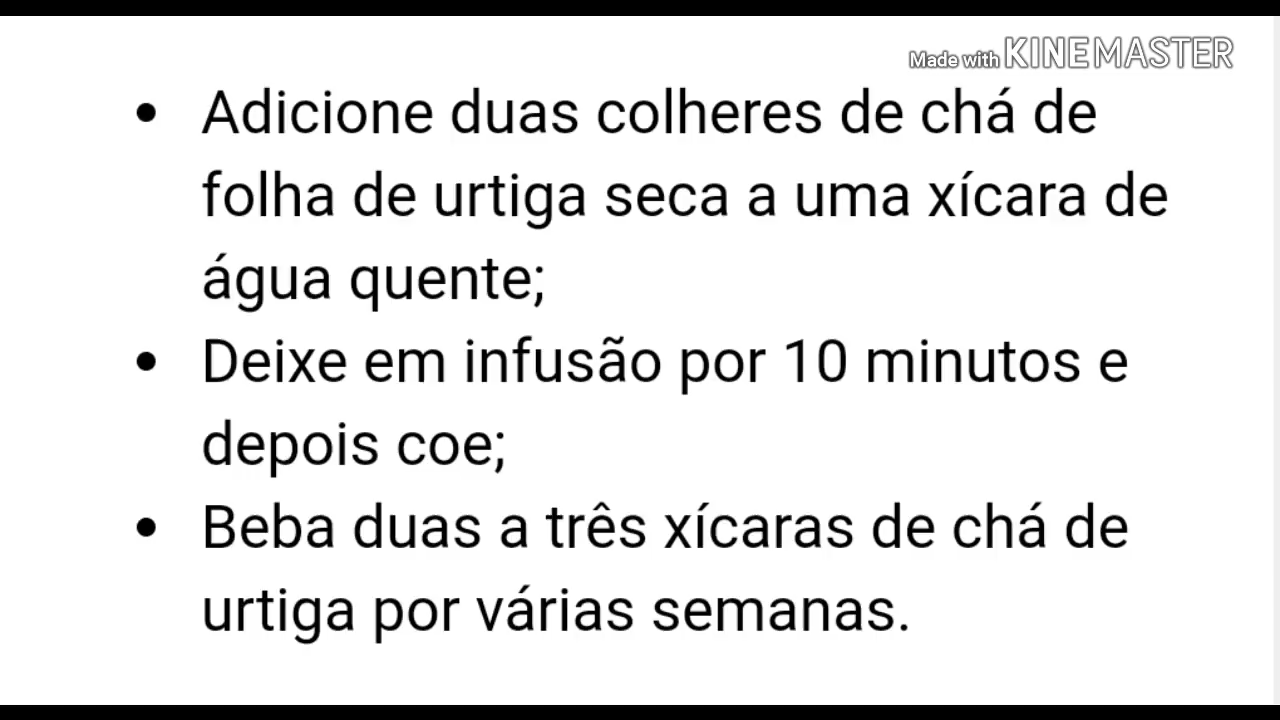 Made with KINEMASTER
• Adicione duas colheres de chá de
folha de urtiga seca a uma xícara de
água quente;
• Deixe em infusão por 10 minutos e
depois coe;
• Beba duas a três xícaras de chá de
urtiga por várias semanas.